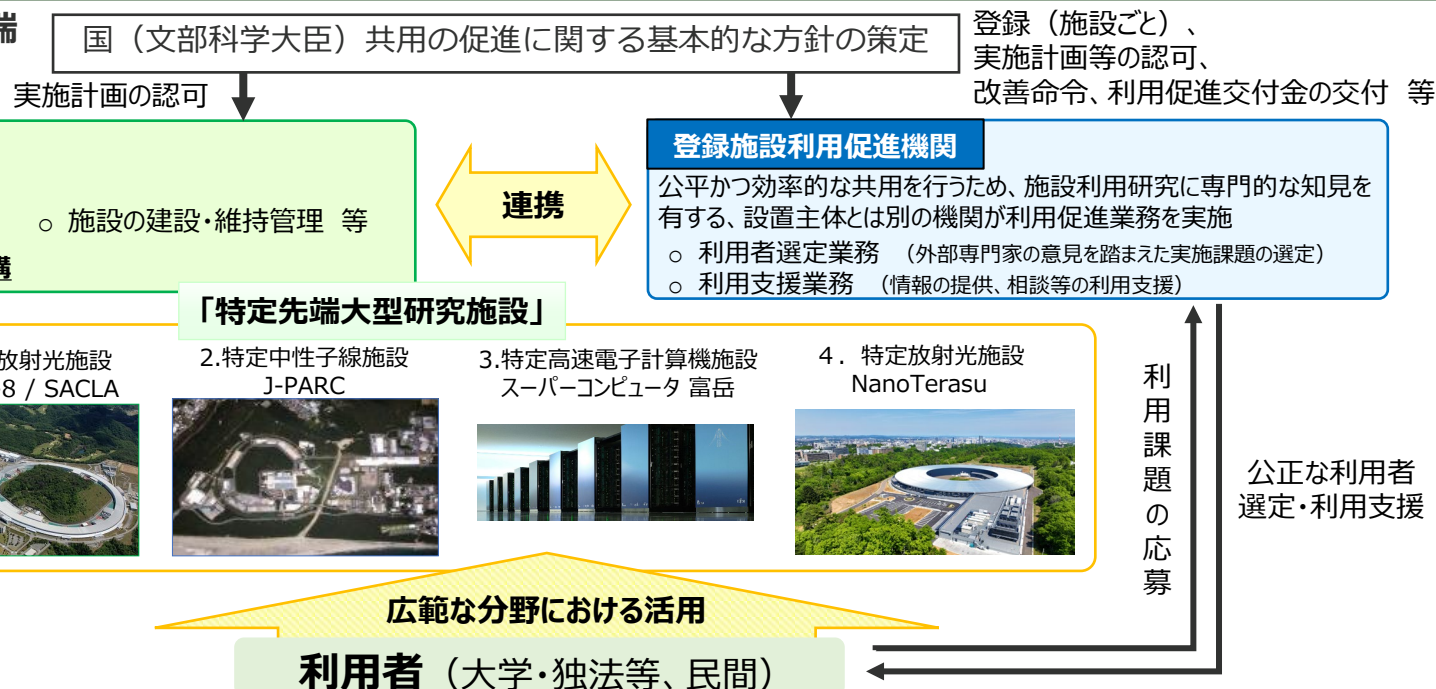 端
国（文部科学大臣）共用の促進に関する基本的な方針の策定
登録（施設ごと）、
実施計画等の認可、
改善命令、利用促進交付金の交付 等
実施計画の認可
○ 施設の建設・維持管理 等
構
連携
登録施設利用促進機関
公平かつ効率的な共用を行うため、施設利用研究に専門的な知見を
有する、設置主体とは別の機関が利用促進業務を実施
○ 利用者選定業務 （外部専門家の意見を踏まえた実施課題の選定）
○ 利用支援業務 （情報の提供、相談等の利用支援）
「特定先端大型研究施設」
放射光施設
-8 / SACLA
2.特定中性子線施設
J-PARC
3.特定高速電子計算機施設
スーパーコンピュータ 富岳
４．特定放射光施設
NanoTerasu
利用課題の応募
公正な利用者
選定・利用支援
広範な分野における活用
利用者（大学・独法等、民間）